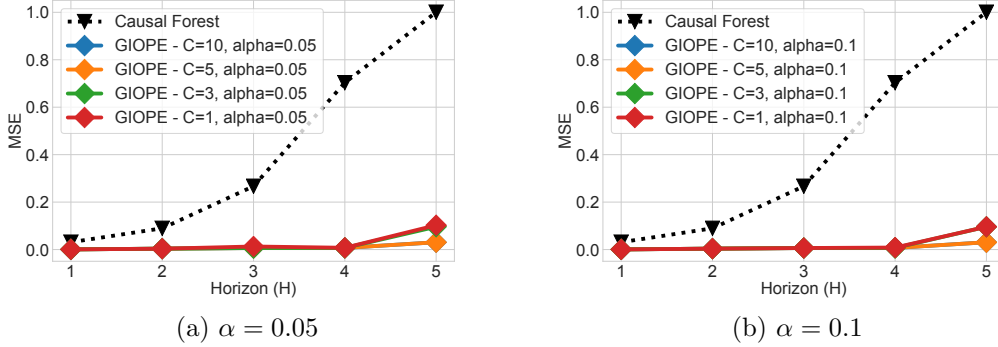 1.0
0.8
0.6
0.4
0.2
0.0
MSE
Causal Forest
GIOPE - C=10, alpha=0.05
GIOPE - C=5, alpha=0.05
GIOPE - C=3, alpha=0.05
GIOPE - C=1, alpha=0.05
1 2 3 4 5
Horizon (H)
(a) α = 0.05
1.0
0.8
0.6
0.4
0.2
0.0
MSE
Causal Forest
GIOPE - C=10, alpha=0.1
GIOPE - C=5, alpha=0.1
GIOPE - C=3, alpha=0.1
GIOPE - C=1, alpha=0.1
1 2 3 4 5
Horizon (H)
(b) α = 0.1